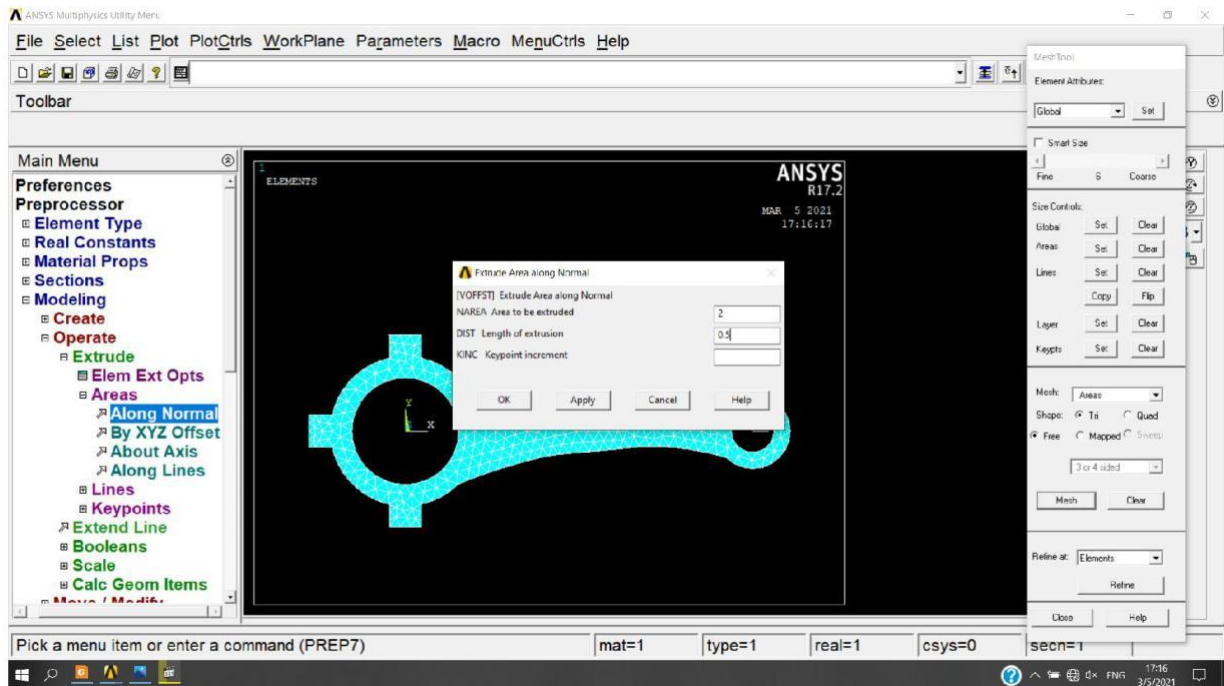 ANSYS Multiphysics Utility Menu
File Select List Plot PlotCtrls WorkPlane Parameters Macro MenuCtrls Help
Toolbar
Main Menu
Preferences
Preprocessor
Element Type
Real Constants
Material Props
Sections
Modeling
Create
Operate
Extrude
Elem Ext Opts
Areas
Along Normal
By XYZ Offset
About Axis
Along Lines
Lines
Keypoints
Extend Line
Booleans
Scale
Calc Geom Items
Move / Modify
1
ELEMENTS
ANSYS
R17.2
MAR 5 2021
17:16:17
Y
X
Extrude Area along Normal
[VOFFST] Extrude Area along Normal
NAREA Area to be extruded 2
DIST Length of extrusion 0.5
KINC Keypoint increment
OK Apply Cancel Help
MeshTool
Element Attributes:
Global Set
Smart Size
Fine 6 Coarse
Size Controls:
Global Set Clear
Areas Set Clear
Lines Set Clear
Copy Flip
Layer Set Clear
Keypts Set Clear
Mesh: Areas
Shape: Tri Quad
Free Mapped Sweep
3 or 4 sided
Mesh Clear
Refine at: Elements
Refine
Close Help
Pick a menu item or enter a command (PREP7) mat=1 type=1 real=1 csys=0 secn=1
ENG 17:16
3/5/2021